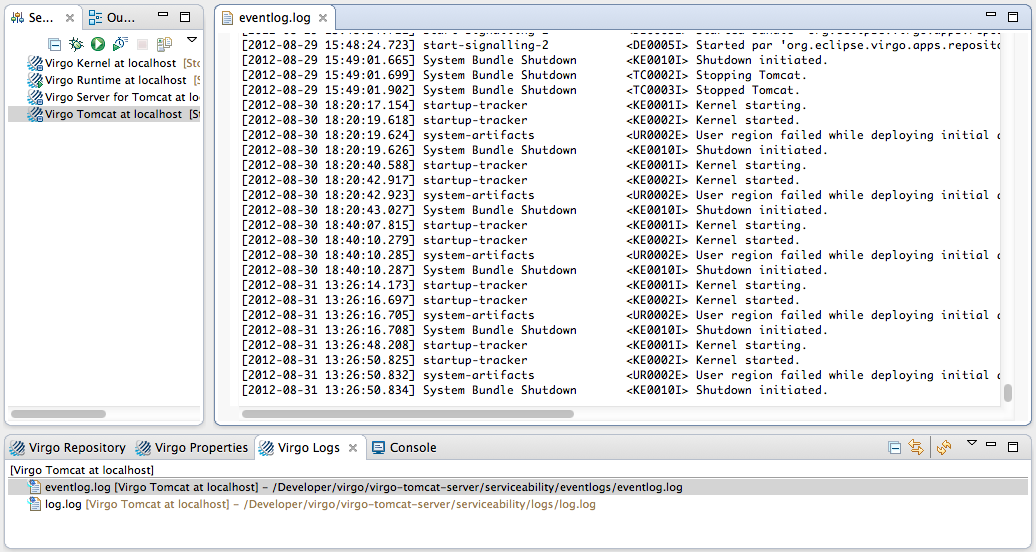 Se...
Ou...
Virgo Kernel at localhost [Sto
Virgo Runtime at localhost
Virgo Server for Tomcat at lo
Virgo Tomcat at localhost [St
eventlog.log
[2012-08-29 15:48:24.723] start-signalling-2 <DE0005I> Started par 'org.eclipse.virgo.apps.reposito
[2012-08-29 15:49:01.665] System Bundle Shutdown <KE0010I> Shutdown initiated.
[2012-08-29 15:49:01.699] System Bundle Shutdown <TC0002I> Stopping Tomcat.
[2012-08-29 15:49:01.902] System Bundle Shutdown <TC0003I> Stopped Tomcat.
[2012-08-30 18:20:17.154] startup-tracker <KE0001I> Kernel starting.
[2012-08-30 18:20:19.618] startup-tracker <KE0002I> Kernel started.
[2012-08-30 18:20:19.624] system-artifacts <UR0002E> User region failed while deploying initial
[2012-08-30 18:20:19.626] System Bundle Shutdown <KE0010I> Shutdown initiated.
[2012-08-30 18:20:40.588] startup-tracker <KE0001I> Kernel starting.
[2012-08-30 18:20:42.917] startup-tracker <KE0002I> Kernel started.
[2012-08-30 18:20:42.923] system-artifacts <UR0002E> User region failed while deploying initial
[2012-08-30 18:20:43.027] System Bundle Shutdown <KE0010I> Shutdown initiated.
[2012-08-30 18:40:07.815] startup-tracker <KE0001I> Kernel starting.
[2012-08-30 18:40:10.279] startup-tracker <KE0002I> Kernel started.
[2012-08-30 18:40:10.285] system-artifacts <UR0002E> User region failed while deploying initial
[2012-08-30 18:40:10.287] System Bundle Shutdown <KE0010I> Shutdown initiated.
[2012-08-31 13:26:14.173] startup-tracker <KE0001I> Kernel starting.
[2012-08-31 13:26:16.697] startup-tracker <KE0002I> Kernel started.
[2012-08-31 13:26:16.705] system-artifacts <UR0002E> User region failed while deploying initial
[2012-08-31 13:26:16.708] System Bundle Shutdown <KE0010I> Shutdown initiated.
[2012-08-31 13:26:48.208] startup-tracker <KE0001I> Kernel starting.
[2012-08-31 13:26:50.825] startup-tracker <KE0002I> Kernel started.
[2012-08-31 13:26:50.832] system-artifacts <UR0002E> User region failed while deploying initial
[2012-08-31 13:26:50.834] System Bundle Shutdown <KE0010I> Shutdown initiated.
Virgo Repository Virgo Properties Virgo Logs Console
[Virgo Tomcat at localhost]
eventlog.log [Virgo Tomcat at localhost] – /Developer/virgo/virgo-tomcat-server/serviceability/eventlogs/eventlog.log
log.log [Virgo Tomcat at localhost] – /Developer/virgo/virgo-tomcat-server/serviceability/logs/log.log